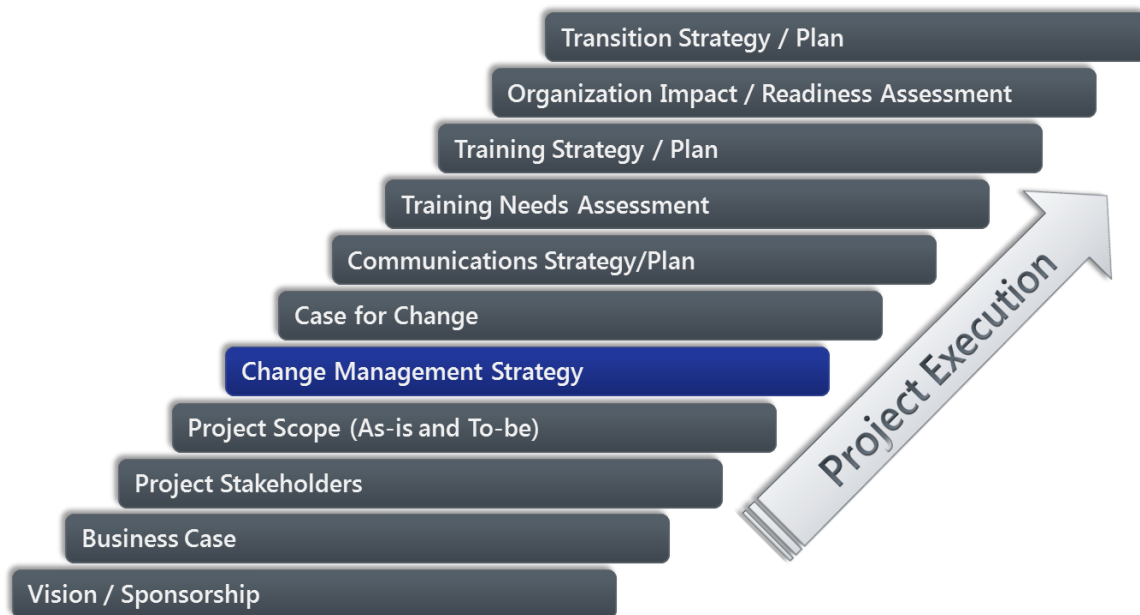 Transition Strategy / Plan
Organization Impact / Readiness Assessment
Training Strategy / Plan
Training Needs Assessment
Communications Strategy/Plan
Case for Change
Change Management Strategy
Project Scope (As-is and To-be)
Project Stakeholders
Business Case
Vision / Sponsorship
Project Execution